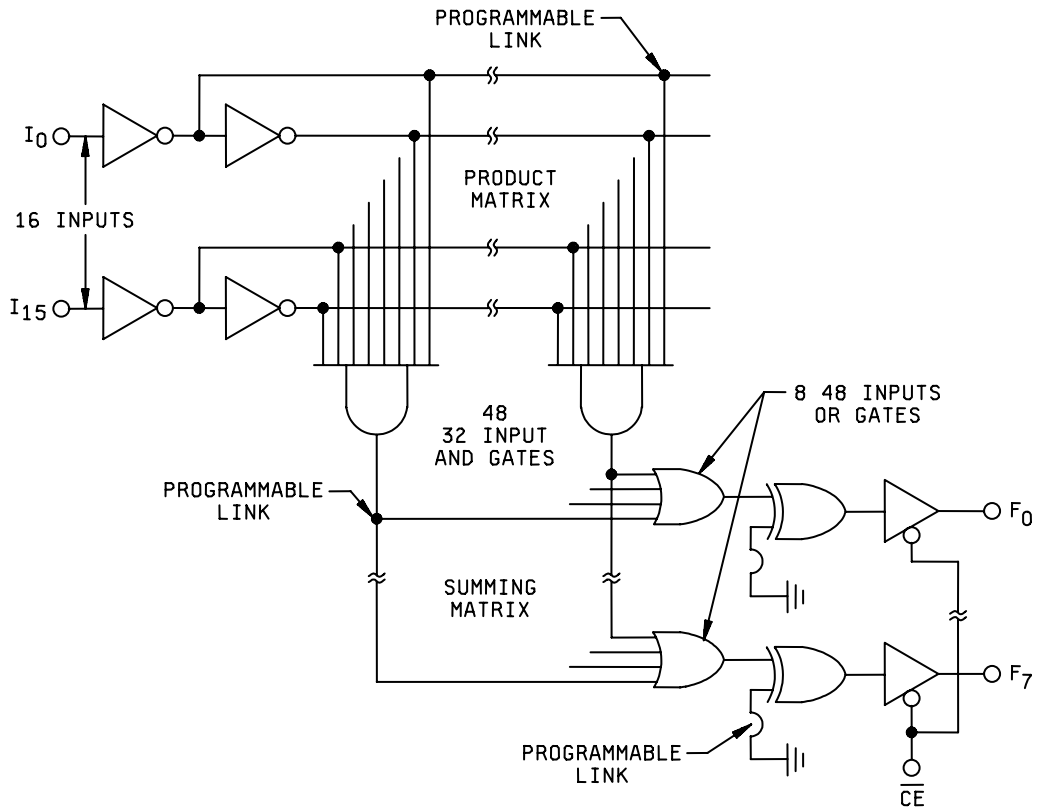 PROGRAMMABLE
LINK
I0
PRODUCT
MATRIX
16 INPUTS
I15
8 48 INPUTS
OR GATES
48
32 INPUT
AND GATES
PROGRAMMABLE
LINK
F0
SUMMING
MATRIX
F7
PROGRAMMABLE
LINK
CE